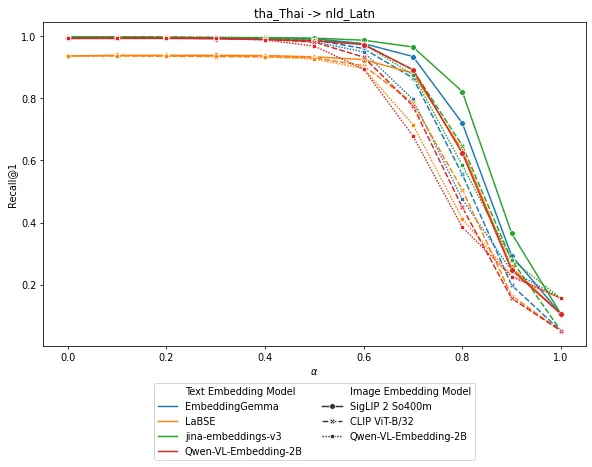 tha_Thai -> nld_Latn
1.0
0.8
0.6
0.4
0.2
Recall@1
0.0 0.2 0.4 0.6 0.8 1.0
α
Text Embedding Model
EmbeddingGemma
LaBSE
jina-embeddings-v3
Qwen-VL-Embedding-2B
Image Embedding Model
SigLIP 2 So400m
CLIP ViT-B/32
Qwen-VL-Embedding-2B